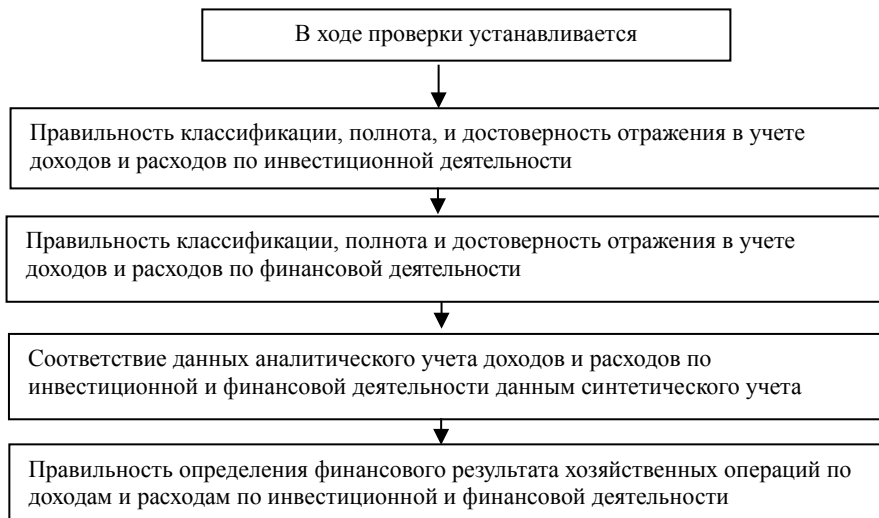 В ходе проверки устанавливается
Правильность классификации, полнота, и достоверность отражения в учете
доходов и расходов по инвестиционной деятельности
Правильность классификации, полнота и достоверность отражения в учете
доходов и расходов по финансовой деятельности
Соответствие данных аналитического учета доходов и расходов по
инвестиционной и финансовой деятельности данным синтетического учета
Правильность определения финансового результата хозяйственных операций по
доходам и расходам по инвестиционной и финансовой деятельности